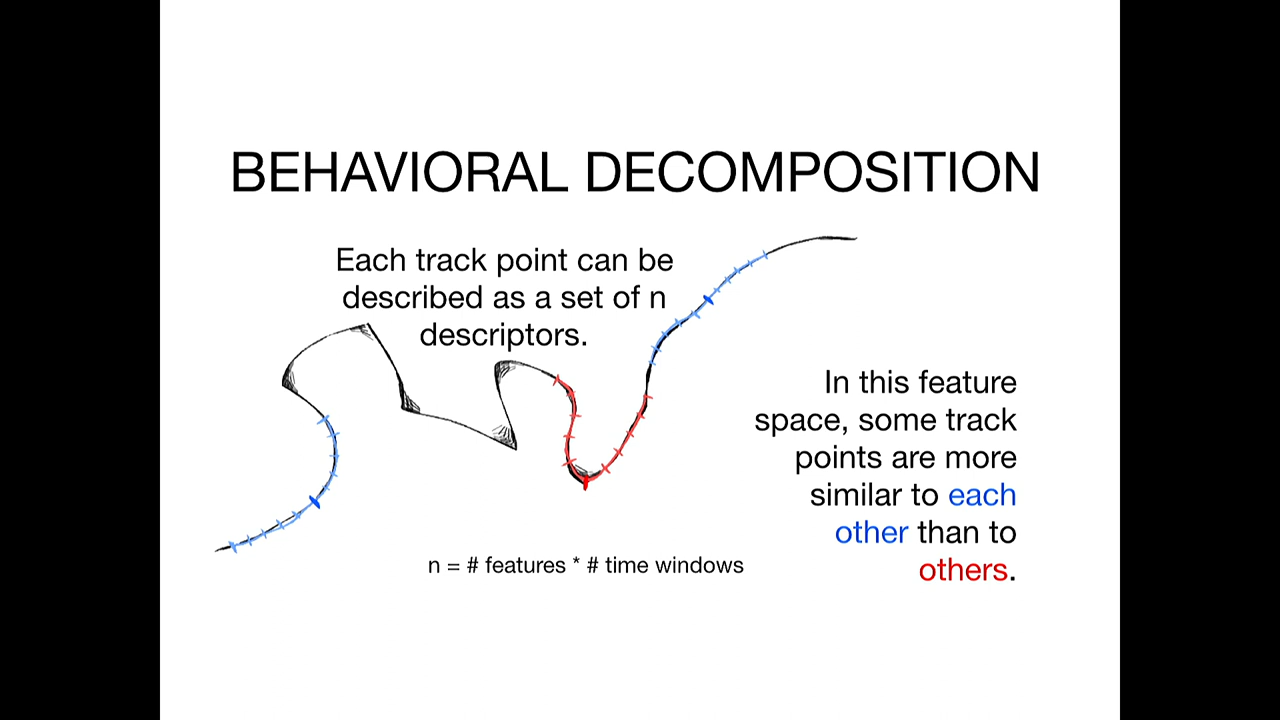 BEHAVIORAL DECOMPOSITION
Each track point can be
described as a set of n
descriptors.
In this feature
space, some track
points are more
similar to each
other than to
others.
n = # features * # time windows